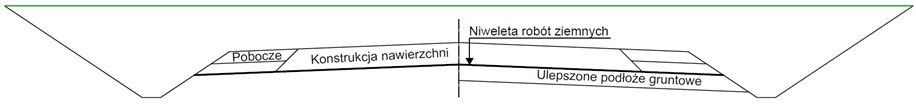 Niweleta robót ziemnych
Pobocze
Konstrukcja nawierzchni
Ulepszone podłoże gruntowe